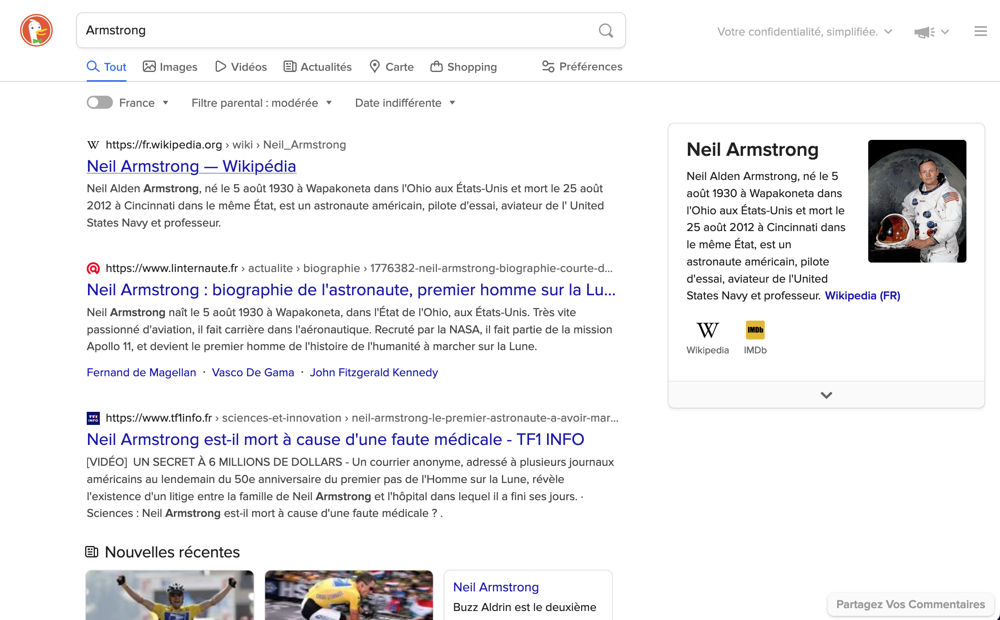 Armstrong
Votre confidentialité, simplifiée.
Tout
Images
Vidéos
Actualités
Carte
Shopping
Préférences
France
Filtre parental : modérée
Date indifférente
W https://fr.wikipedia.org › wiki › Neil_Armstrong
Neil Armstrong — Wikipédia
Neil Alden Armstrong, né le 5 août 1930 à Wapakoneta dans l'Ohio aux États-Unis et mort le 25 août
2012 à Cincinnati dans le même État, est un astronaute américain, pilote d'essai, aviateur de l' United
States Navy et professeur.
https://www.linternaute.fr › actualite › biographie › 1776382-neil-armstrong-biographie-courte-d...
Neil Armstrong : biographie de l'astronaute, premier homme sur la Lu...
Neil Armstrong naît le 5 août 1930 à Wapakoneta, dans l'État de l'Ohio, aux États-Unis. Très vite
passionné d'aviation, il fait carrière dans l'aéronautique. Recruté par la NASA, il fait partie de la mission
Apollo 11, et devient le premier homme de l'histoire de l'humanité à marcher sur la Lune.
Fernand de Magellan · Vasco De Gama · John Fitzgerald Kennedy
TF1 INFO https://www.tf1info.fr › sciences-et-innovation › neil-armstrong-le-premier-astronaute-a-avoir-mar...
Neil Armstrong est-il mort à cause d'une faute médicale - TF1 INFO
[VIDÉO] UN SECRET À 6 MILLIONS DE DOLLARS - Un courrier anonyme, adressé à plusieurs journaux
américains au lendemain du 50e anniversaire du premier pas de l'Homme sur la Lune, révèle
l'existence d'un litige entre la famille de Neil Armstrong et l'hôpital dans lequel il a fini ses jours. ·
Sciences : Neil Armstrong est-il mort à cause d'une faute médicale ? .
Nouvelles récentes
Neil Armstrong
Buzz Aldrin est le deuxième
Neil Armstrong
Neil Alden Armstrong, né le 5
août 1930 à Wapakoneta dans
l'Ohio aux États-Unis et mort le
25 août 2012 à Cincinnati dans
le même État, est un
astronaute américain, pilote
d'essai, aviateur de l'United
States Navy et professeur. Wikipedia (FR)
W
Wikipedia
IMDb
IMDb
Partagez Vos Commentaires